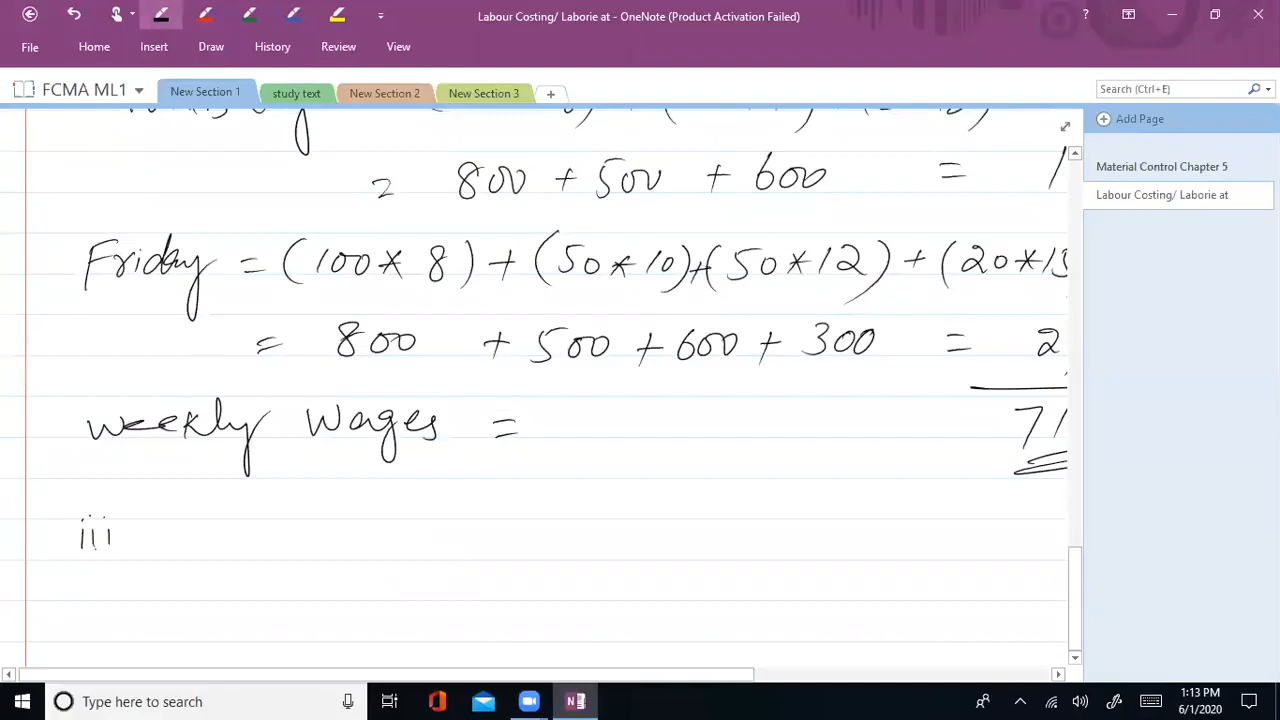 Labour Costing/ Laborie at - OneNote (Product Activation Failed)
?
File Home Insert Draw History Review View
FCMA ML1 New Section 1 study text New Section 2 New Section 3 +
Search (Ctrl+E)
Add Page
Material Control Chapter 5
Labour Costing/ Laborie at
= 800 + 500 + 600 = 1
Friday = (100*8) + (50*10)+(50*12) + (20*15
= 800 + 500 + 600 + 300 = 2
weekly Wages = 71
iii
Type here to search
1:13 PM
6/1/2020